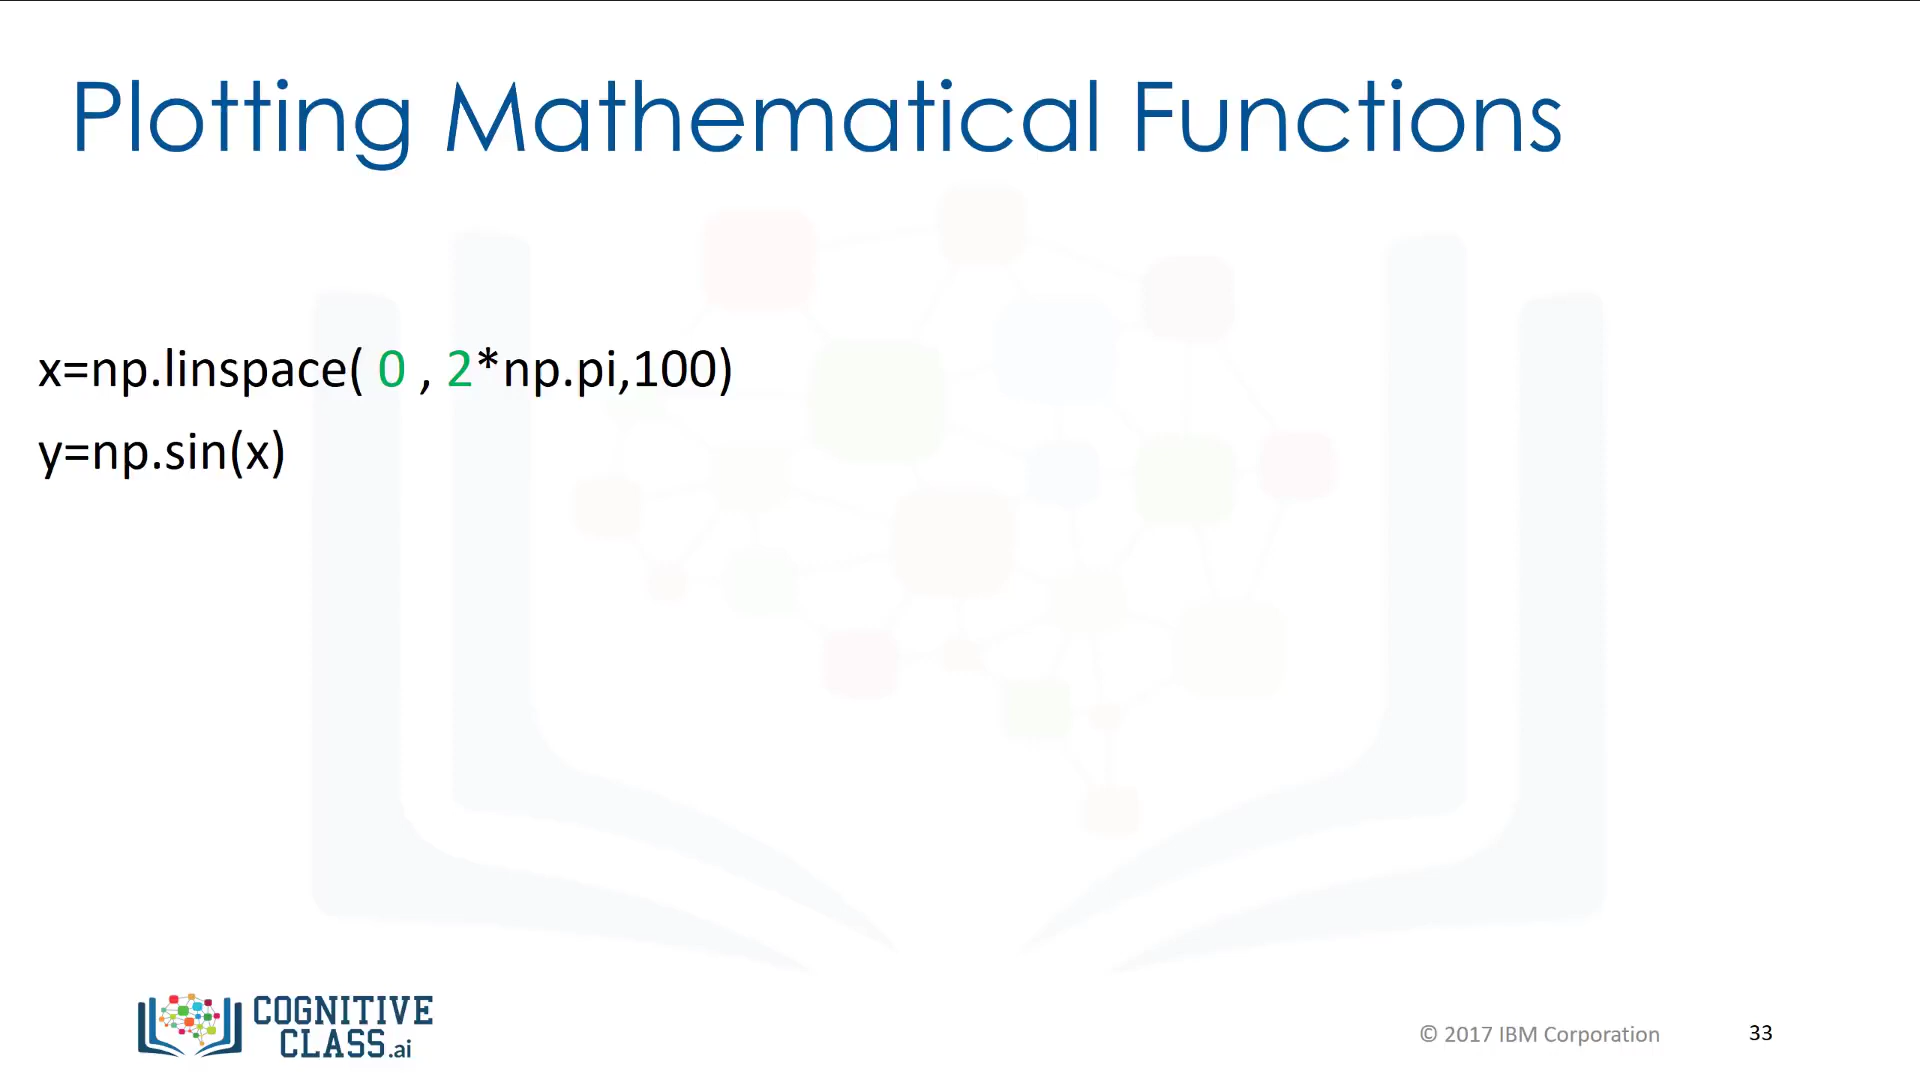 Plotting Mathematical Functions
x=np.linspace( 0 , 2*np.pi,100)
y=np.sin(x)
COGNITIVE
CLASS.ai
© 2017 IBM Corporation 33